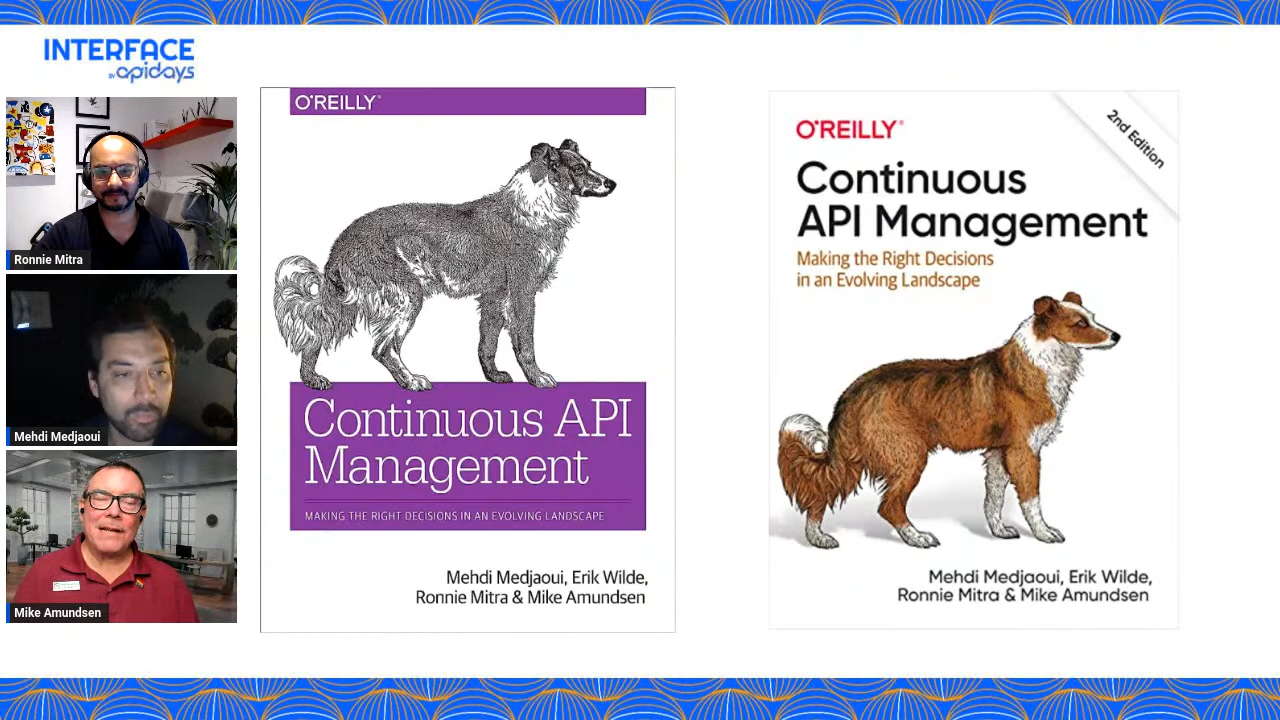 INTERFACE
BY apidays
Ronnie Mitra
Mehdi Medjaoui
Mike Amundsen
O'REILLY®
Continuous API
Management
MAKING THE RIGHT DECISIONS IN AN EVOLVING LANDSCAPE
Mehdi Medjaoui, Erik Wilde,
Ronnie Mitra & Mike Amundsen
O'REILLY®
2nd Edition
Continuous
API Management
Making the Right Decisions
in an Evolving Landscape
Mehdi Medjaoui, Erik Wilde,
Ronnie Mitra & Mike Amundsen